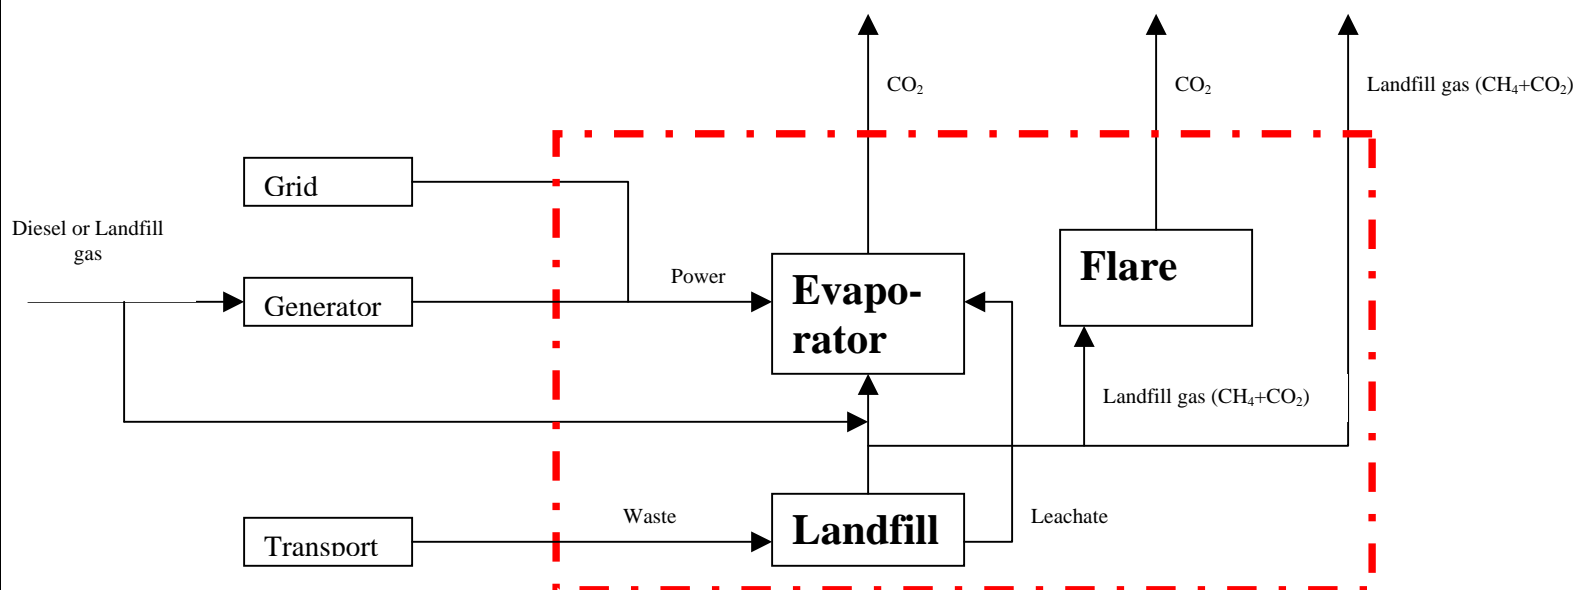 CO₂
CO₂
Landfill gas (CH₄+CO₂)
Grid
Diesel or Landfill
gas
Generator
Power
Evapo-
rator
Flare
Landfill gas (CH₄+CO₂)
Waste
Transport
Landfill
Leachate